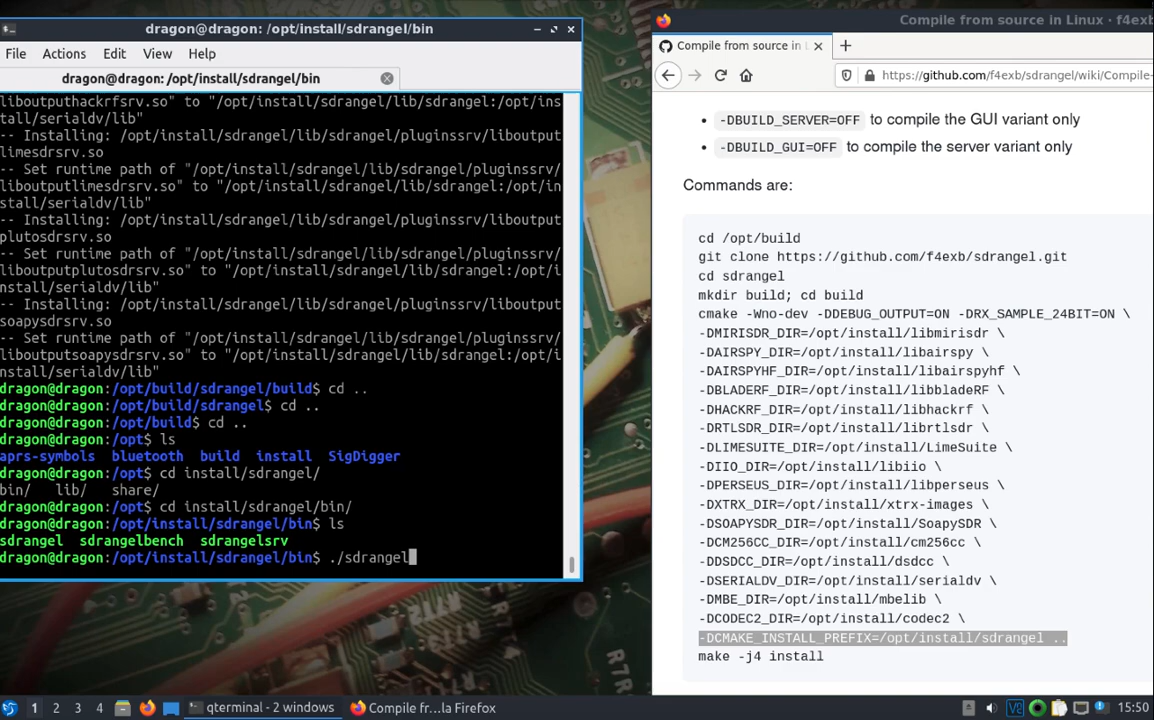 dragon@dragon: /opt/install/sdrangel/bin
File Actions Edit View Help
dragon@dragon: /opt/install/sdrangel/bin
liboutputhackrfsrv.so" to "/opt/install/sdrangel/lib/sdrangel:/opt/ins
tall/serialdv/lib"
-- Installing: /opt/install/sdrangel/lib/sdrangel/pluginssrv/liboutput
limesdrsrv.so
-- Set runtime path of "/opt/install/sdrangel/lib/sdrangel/pluginssrv/
liboutputlimesdrsrv.so" to "/opt/install/sdrangel/lib/sdrangel:/opt/in
stall/serialdv/lib"
-- Installing: /opt/install/sdrangel/lib/sdrangel/pluginssrv/liboutput
plutosdrsrv.so
-- Set runtime path of "/opt/install/sdrangel/lib/sdrangel/pluginssrv/
liboutputplutosdrsrv.so" to "/opt/install/sdrangel/lib/sdrangel:/opt/i
nstall/serialdv/lib"
-- Installing: /opt/install/sdrangel/lib/sdrangel/pluginssrv/liboutput
soapysdrsrv.so
-- Set runtime path of "/opt/install/sdrangel/lib/sdrangel/pluginssrv/
liboutputsoapysdrsrv.so" to "/opt/install/sdrangel/lib/sdrangel:/opt/i
nstall/serialdv/lib"
dragon@dragon:/opt/build/sdrangel/build$ cd ..
dragon@dragon:/opt/build/sdrangel$ cd ..
dragon@dragon:/opt/build$ cd ..
dragon@dragon:/opt$ ls
aprs-symbols bluetooth build install SigDigger
dragon@dragon:/opt$ cd install/sdrangel/
bin/ lib/ share/
dragon@dragon:/opt$ cd install/sdrangel/bin/
dragon@dragon:/opt/install/sdrangel/bin$ ls
sdrangel sdrangelbench sdrangelsrv
dragon@dragon:/opt/install/sdrangel/bin$ ./sdrangel
Compile from source in Linux · f4exb
Compile from source in L
https://github.com/f4exb/sdrangel/wiki/Compile-
• -DBUILD_SERVER=OFF to compile the GUI variant only
• -DBUILD_GUI=OFF to compile the server variant only
Commands are:
cd /opt/build
git clone https://github.com/f4exb/sdrangel.git
cd sdrangel
mkdir build; cd build
cmake -Wno-dev -DDEBUG_OUTPUT=ON -DRX_SAMPLE_24BIT=ON \
-DMIRISDR_DIR=/opt/install/libmirisdr \
-DAIRSPY_DIR=/opt/install/libairspy \
-DAIRSPYHF_DIR=/opt/install/libairspyhf \
-DBLADERF_DIR=/opt/install/libbladeRF \
-DHACKRF_DIR=/opt/install/libhackrf \
-DRTLSDR_DIR=/opt/install/librtlsdr \
-DLIMESUITE_DIR=/opt/install/LimeSuite \
-DIIO_DIR=/opt/install/libiio \
-DPERSEUS_DIR=/opt/install/libperseus \
-DXTRX_DIR=/opt/install/xtrx-images \
-DSOAPYSDR_DIR=/opt/install/SoapySDR \
-DCM256CC_DIR=/opt/install/cm256cc \
-DDSDCC_DIR=/opt/install/dsdcc \
-DSERIALDV_DIR=/opt/install/serialdv \
-DMBE_DIR=/opt/install/mbelib \
-DCODEC2_DIR=/opt/install/codec2 \
-DCMAKE_INSTALL_PREFIX=/opt/install/sdrangel ..
make -j4 install
R7R
1 2 3 4 qterminal - 2 windows Compile fr...la Firefox 15:50